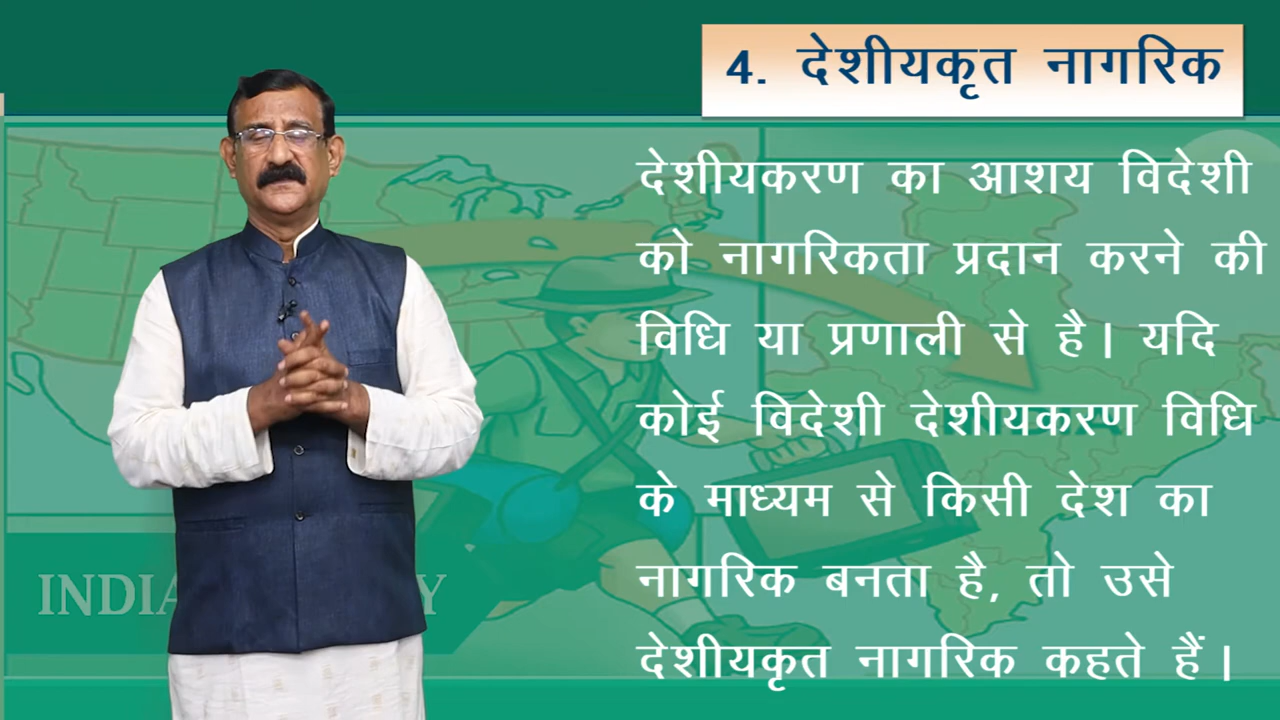 4. देशीयकृत नागरिक
देशीयकरण का आशय विदेशी
को नागरिकता प्रदान करने की
विधि या प्रणाली से है। यदि
कोई विदेशी देशीयकरण विधि
के माध्यम से किसी देश का
नागरिक बनता है, तो उसे
देशीयकृत नागरिक कहते हैं।